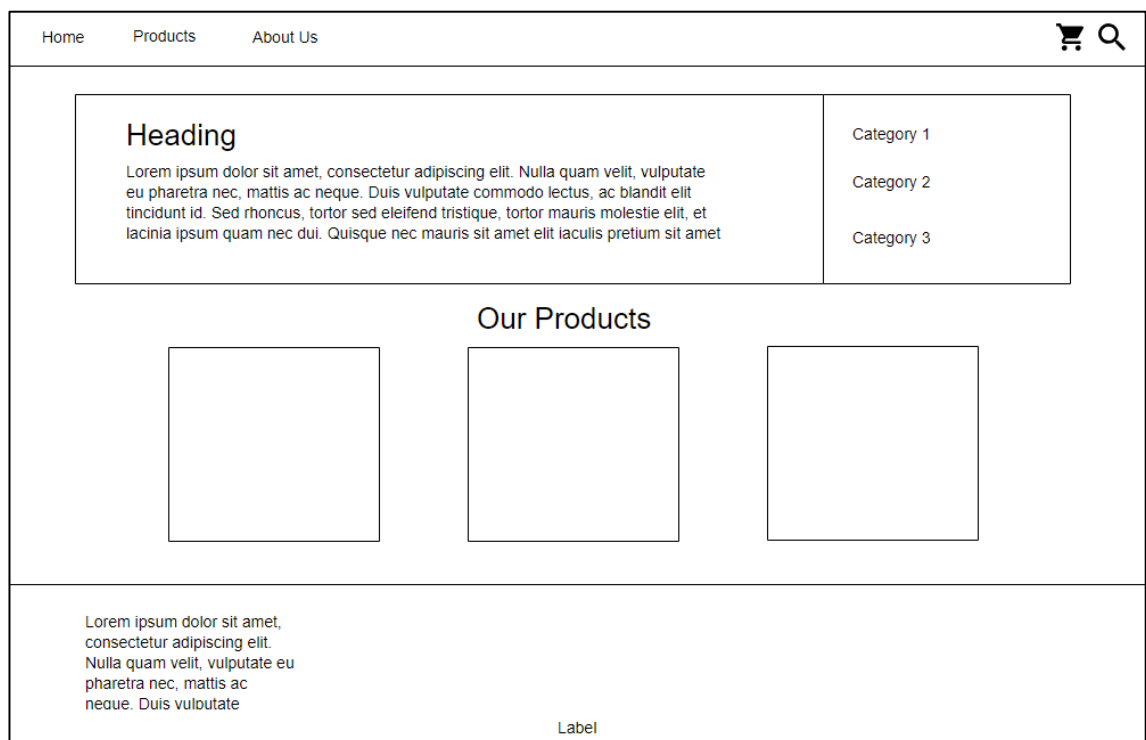 Home Products About Us
Heading
Lorem ipsum dolor sit amet, consectetur adipiscing elit. Nulla quam velit, vulputate
eu pharetra nec, mattis ac neque. Duis vulputate commodo lectus, ac blandit elit
tincidunt id. Sed rhoncus, tortor sed eleifend tristique, tortor mauris molestie elit, et
lacinia ipsum quam nec dui. Quisque nec mauris sit amet elit iaculis pretium sit amet
Category 1
Category 2
Category 3
Our Products
Lorem ipsum dolor sit amet,
consectetur adipiscing elit.
Nulla quam velit, vulputate eu
pharetra nec, mattis ac
neque. Duis vulputate
Label